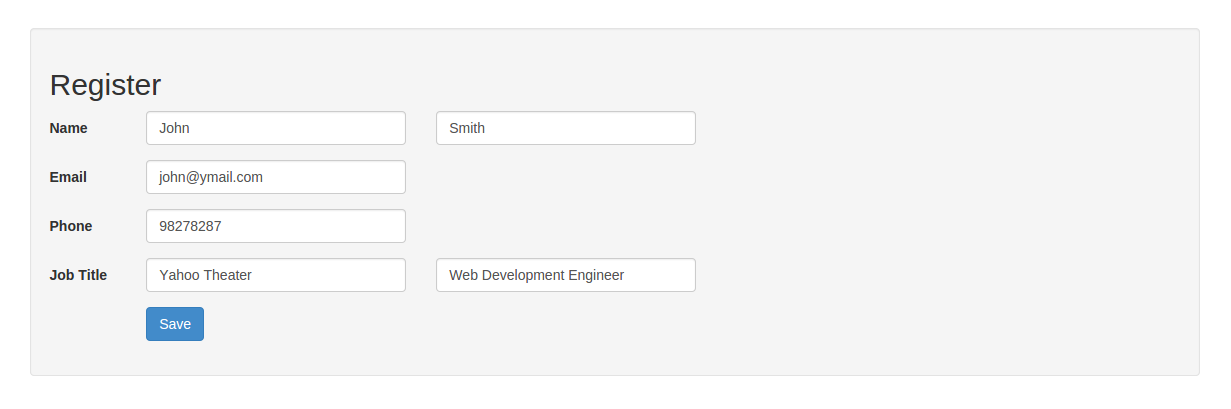 Register
Name John Smith
Email john@ymail.com
Phone 98278287
Job Title Yahoo Theater Web Development Engineer
Save